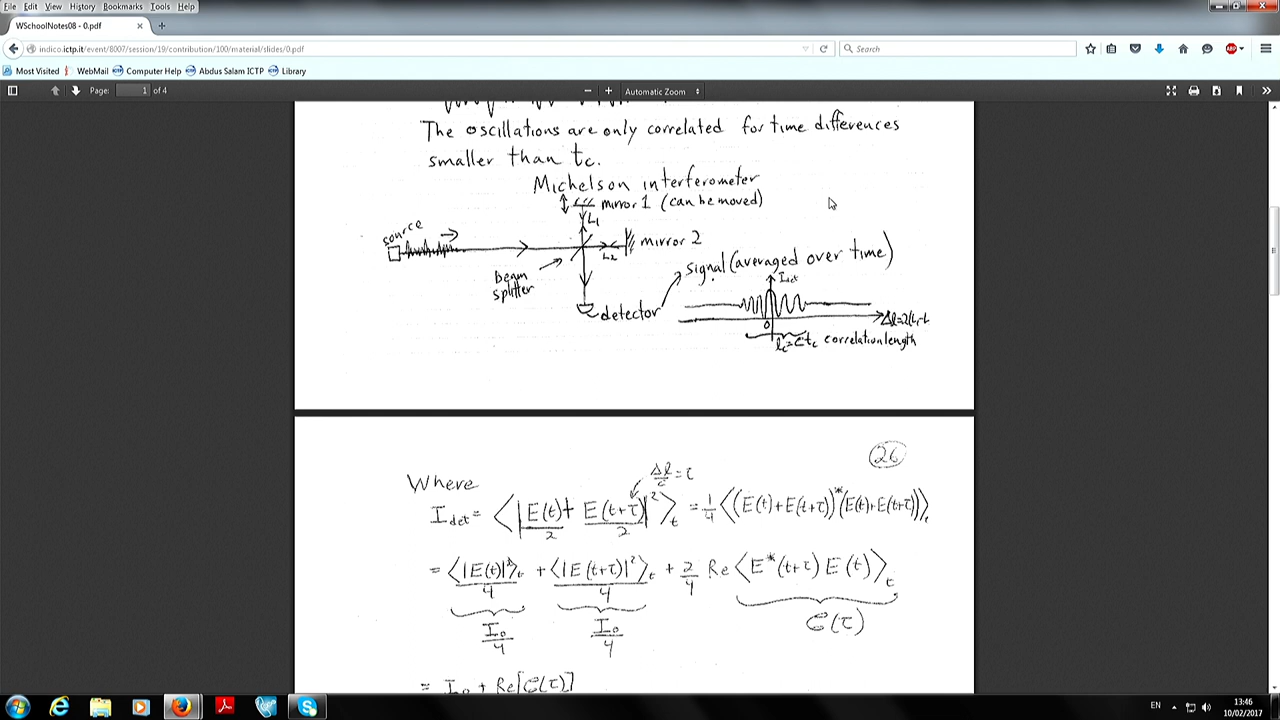 File Edit View History Bookmarks Tools Help
WSchoolNotes08 - 0.pdf
indico.ictp.it/event/8007/session/19/contribution/100/material/slides/0.pdf
Search
ABP
Most Visited WebMail Computer Help Abdus Salam ICTP Library
Page: 1 of 4
Automatic Zoom
The oscillations are only correlated for time differences
smaller than tc.
Michelson interferometer
mirror 1 (can be moved)
L1
source
mirror 2
L2
beam
splitter
signal (averaged over time)
Idet
detector
0
lc=ctc correlation length
26
Where
Δl/c = τ
Idet = ⟨|E(t)/2 + E(t+τ)/2|²⟩t = 1/4 ⟨(E(t)+E(t+τ))*(E(t)+E(t+τ))⟩t
= ⟨|E(t)|²⟩t/4 + ⟨|E(t+τ)|²⟩t/4 + 2/4 Re ⟨E*(t+τ) E(t)⟩t
I0/4 I0/4 C(τ)
= I0 + Re[C(τ)]
EN
13:46
10/02/2017